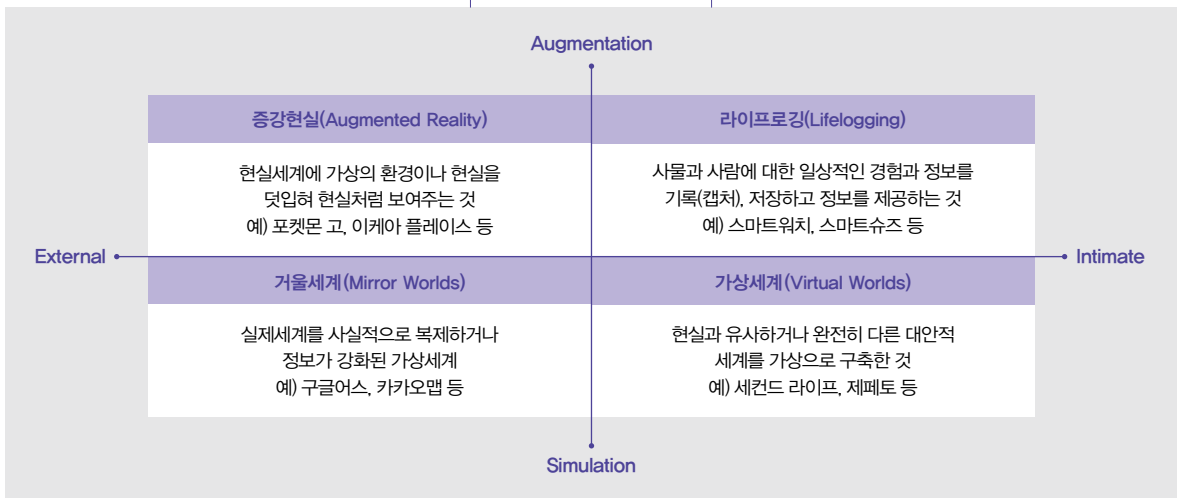 Augmentation
증강현실(Augmented Reality)
현실세계에 가상의 환경이나 현실을
덧입혀 현실처럼 보여주는 것
예) 포켓몬 고, 이케아 플레이스 등
라이프로깅(Lifelogging)
사물과 사람에 대한 일상적인 경험과 정보를
기록(캡처), 저장하고 정보를 제공하는 것
예) 스마트워치, 스마트슈즈 등
External
Intimate
거울세계(Mirror Worlds)
실제세계를 사실적으로 복제하거나
정보가 강화된 가상세계
예) 구글어스, 카카오맵 등
가상세계(Virtual Worlds)
현실과 유사하거나 완전히 다른 대안적
세계를 가상으로 구축한 것
예) 세컨드 라이프, 제페토 등
Simulation